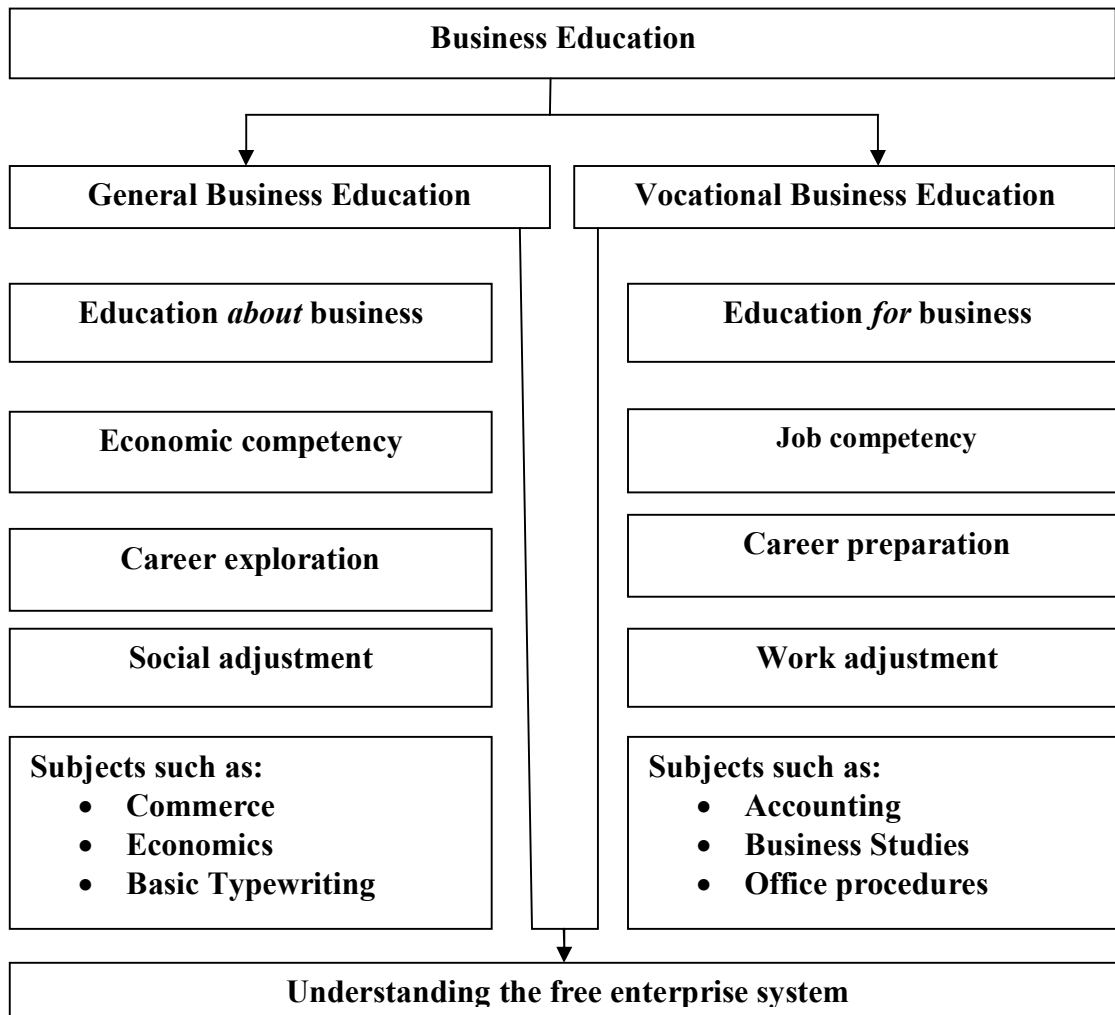 Business Education
General Business Education
Vocational Business Education
Education about business
Education for business
Economic competency
Job competency
Career exploration
Career preparation
Social adjustment
Work adjustment
Subjects such as:
• Commerce
• Economics
• Basic Typewriting
Subjects such as:
• Accounting
• Business Studies
• Office procedures
Understanding the free enterprise system